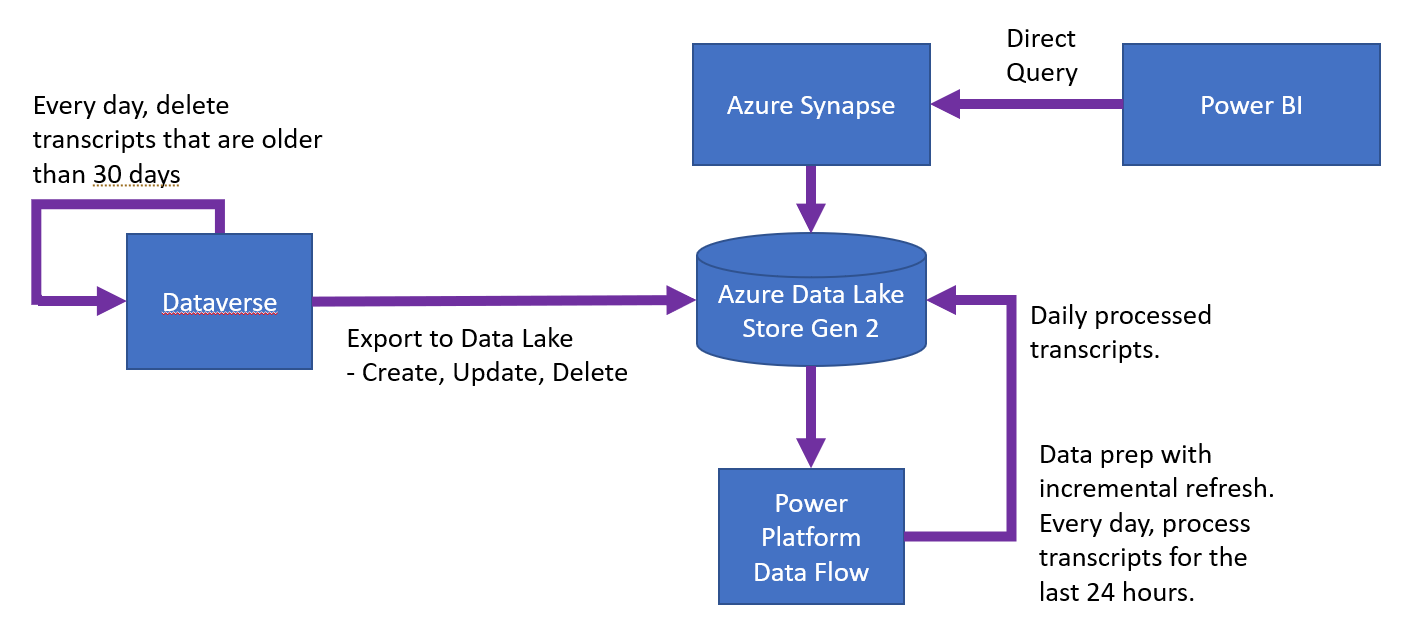 Every day, delete
transcripts that are older
than 30 days
Dataverse
Export to Data Lake
- Create, Update, Delete
Azure Synapse
Direct
Query
Power BI
Azure Data Lake
Store Gen 2
Daily processed
transcripts.
Power
Platform
Data Flow
Data prep with
incremental refresh.
Every day, process
transcripts for the
last 24 hours.